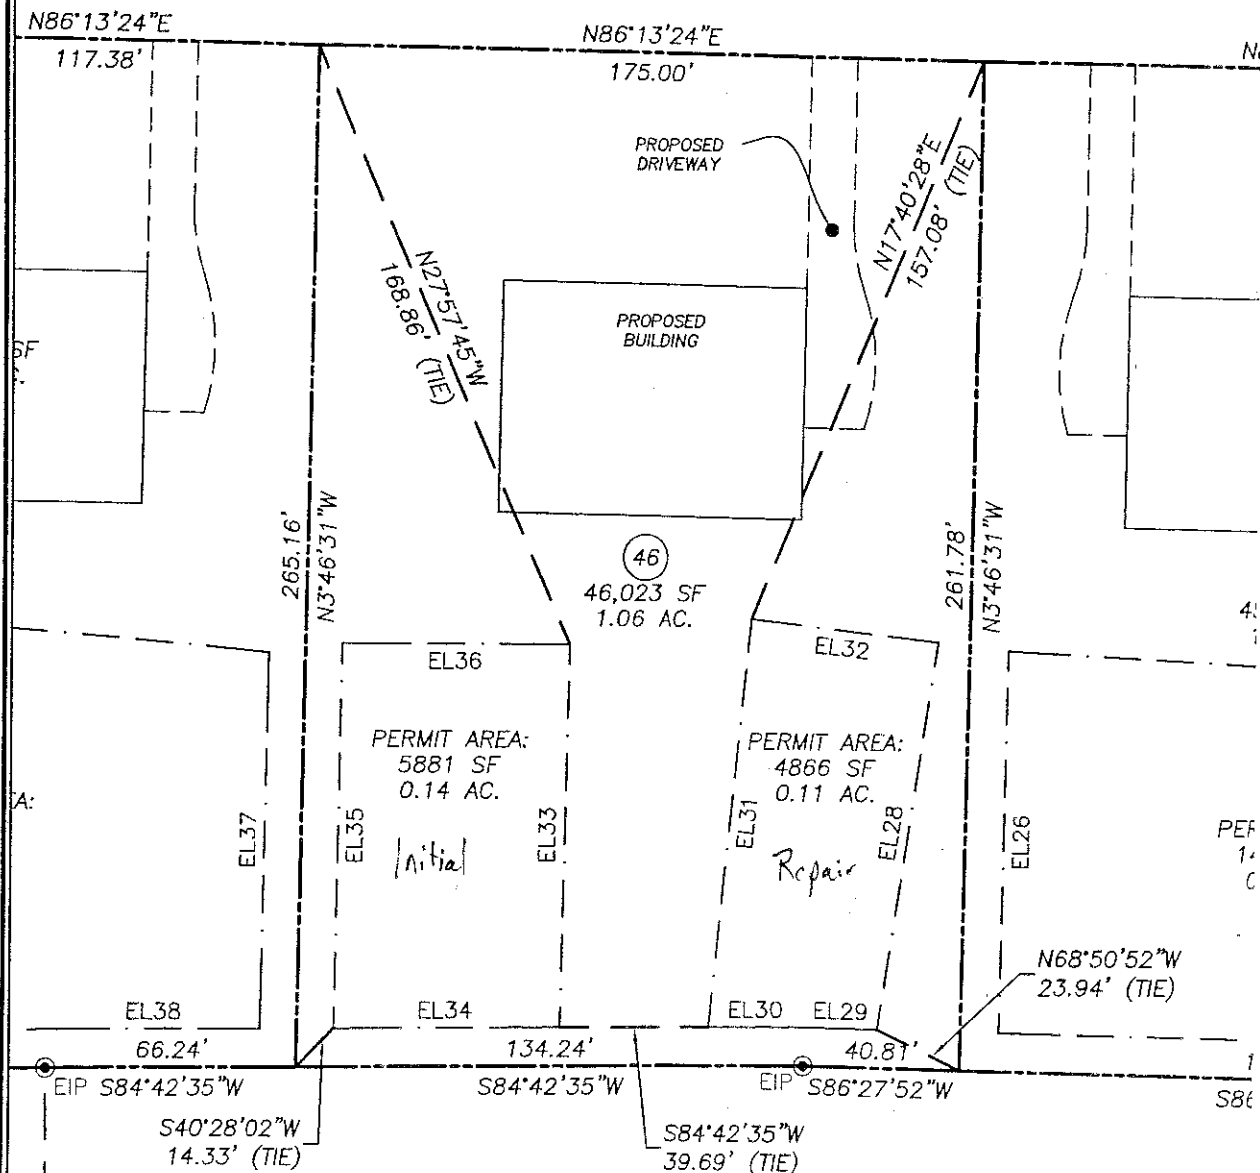 N86°13'24"E
117.38'
N86°13'24"E
175.00'
PROPOSED
DRIVEWAY
N17°40'28"E
157.08' (TIE)
N27°57'45"W
168.86' (TIE)
PROPOSED
BUILDING
SF
265.16'
N3°46'31"W
46
46,023 SF
1.06 AC.
261.78'
N3°46'31"W
EL36
EL32
PERMIT AREA:
5881 SF
0.14 AC.
Initial
PERMIT AREA:
4866 SF
0.11 AC.
Repair
A:
EL37
EL35
EL33
EL31
EL28
EL26
N68°50'52"W
23.94' (TIE)
EL38
EL34
EL30
EL29
66.24'
134.24'
40.81'
EIP
S84°42'35"W
S84°42'35"W
EIP
S86°27'52"W
S40°28'02"W
14.33' (TIE)
S84°42'35"W
39.69' (TIE)